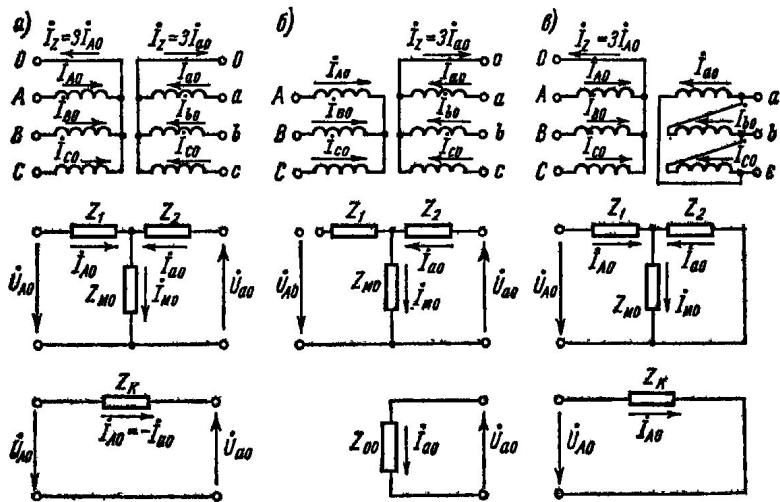 а) İz=3İA0 İz=3İa0 б) İz=3İa0 в) İz=3İA0
0 0 0 0
İA0 İa0 İA0 İa0 İA0 İa0
A a A a A a
İB0 İb0 İB0 İb0 İB0 İb0
B b B b B b
İC0 İC0 İC0 İC0 İC0 İC0
C c C c C c
Z1 Z2 Z1 Z2 Z1 Z2
İA0 İa0 İa0 İA0 İa0
U̇A0 ZM0 İM0 U̇a0 U̇A0 ZM0 İM0 U̇a0 U̇A0 ZM0 İM0
ZK ZK
İA0=-İa0 İA0
U̇A0 U̇a0 Z00 İa0 U̇a0 U̇A0